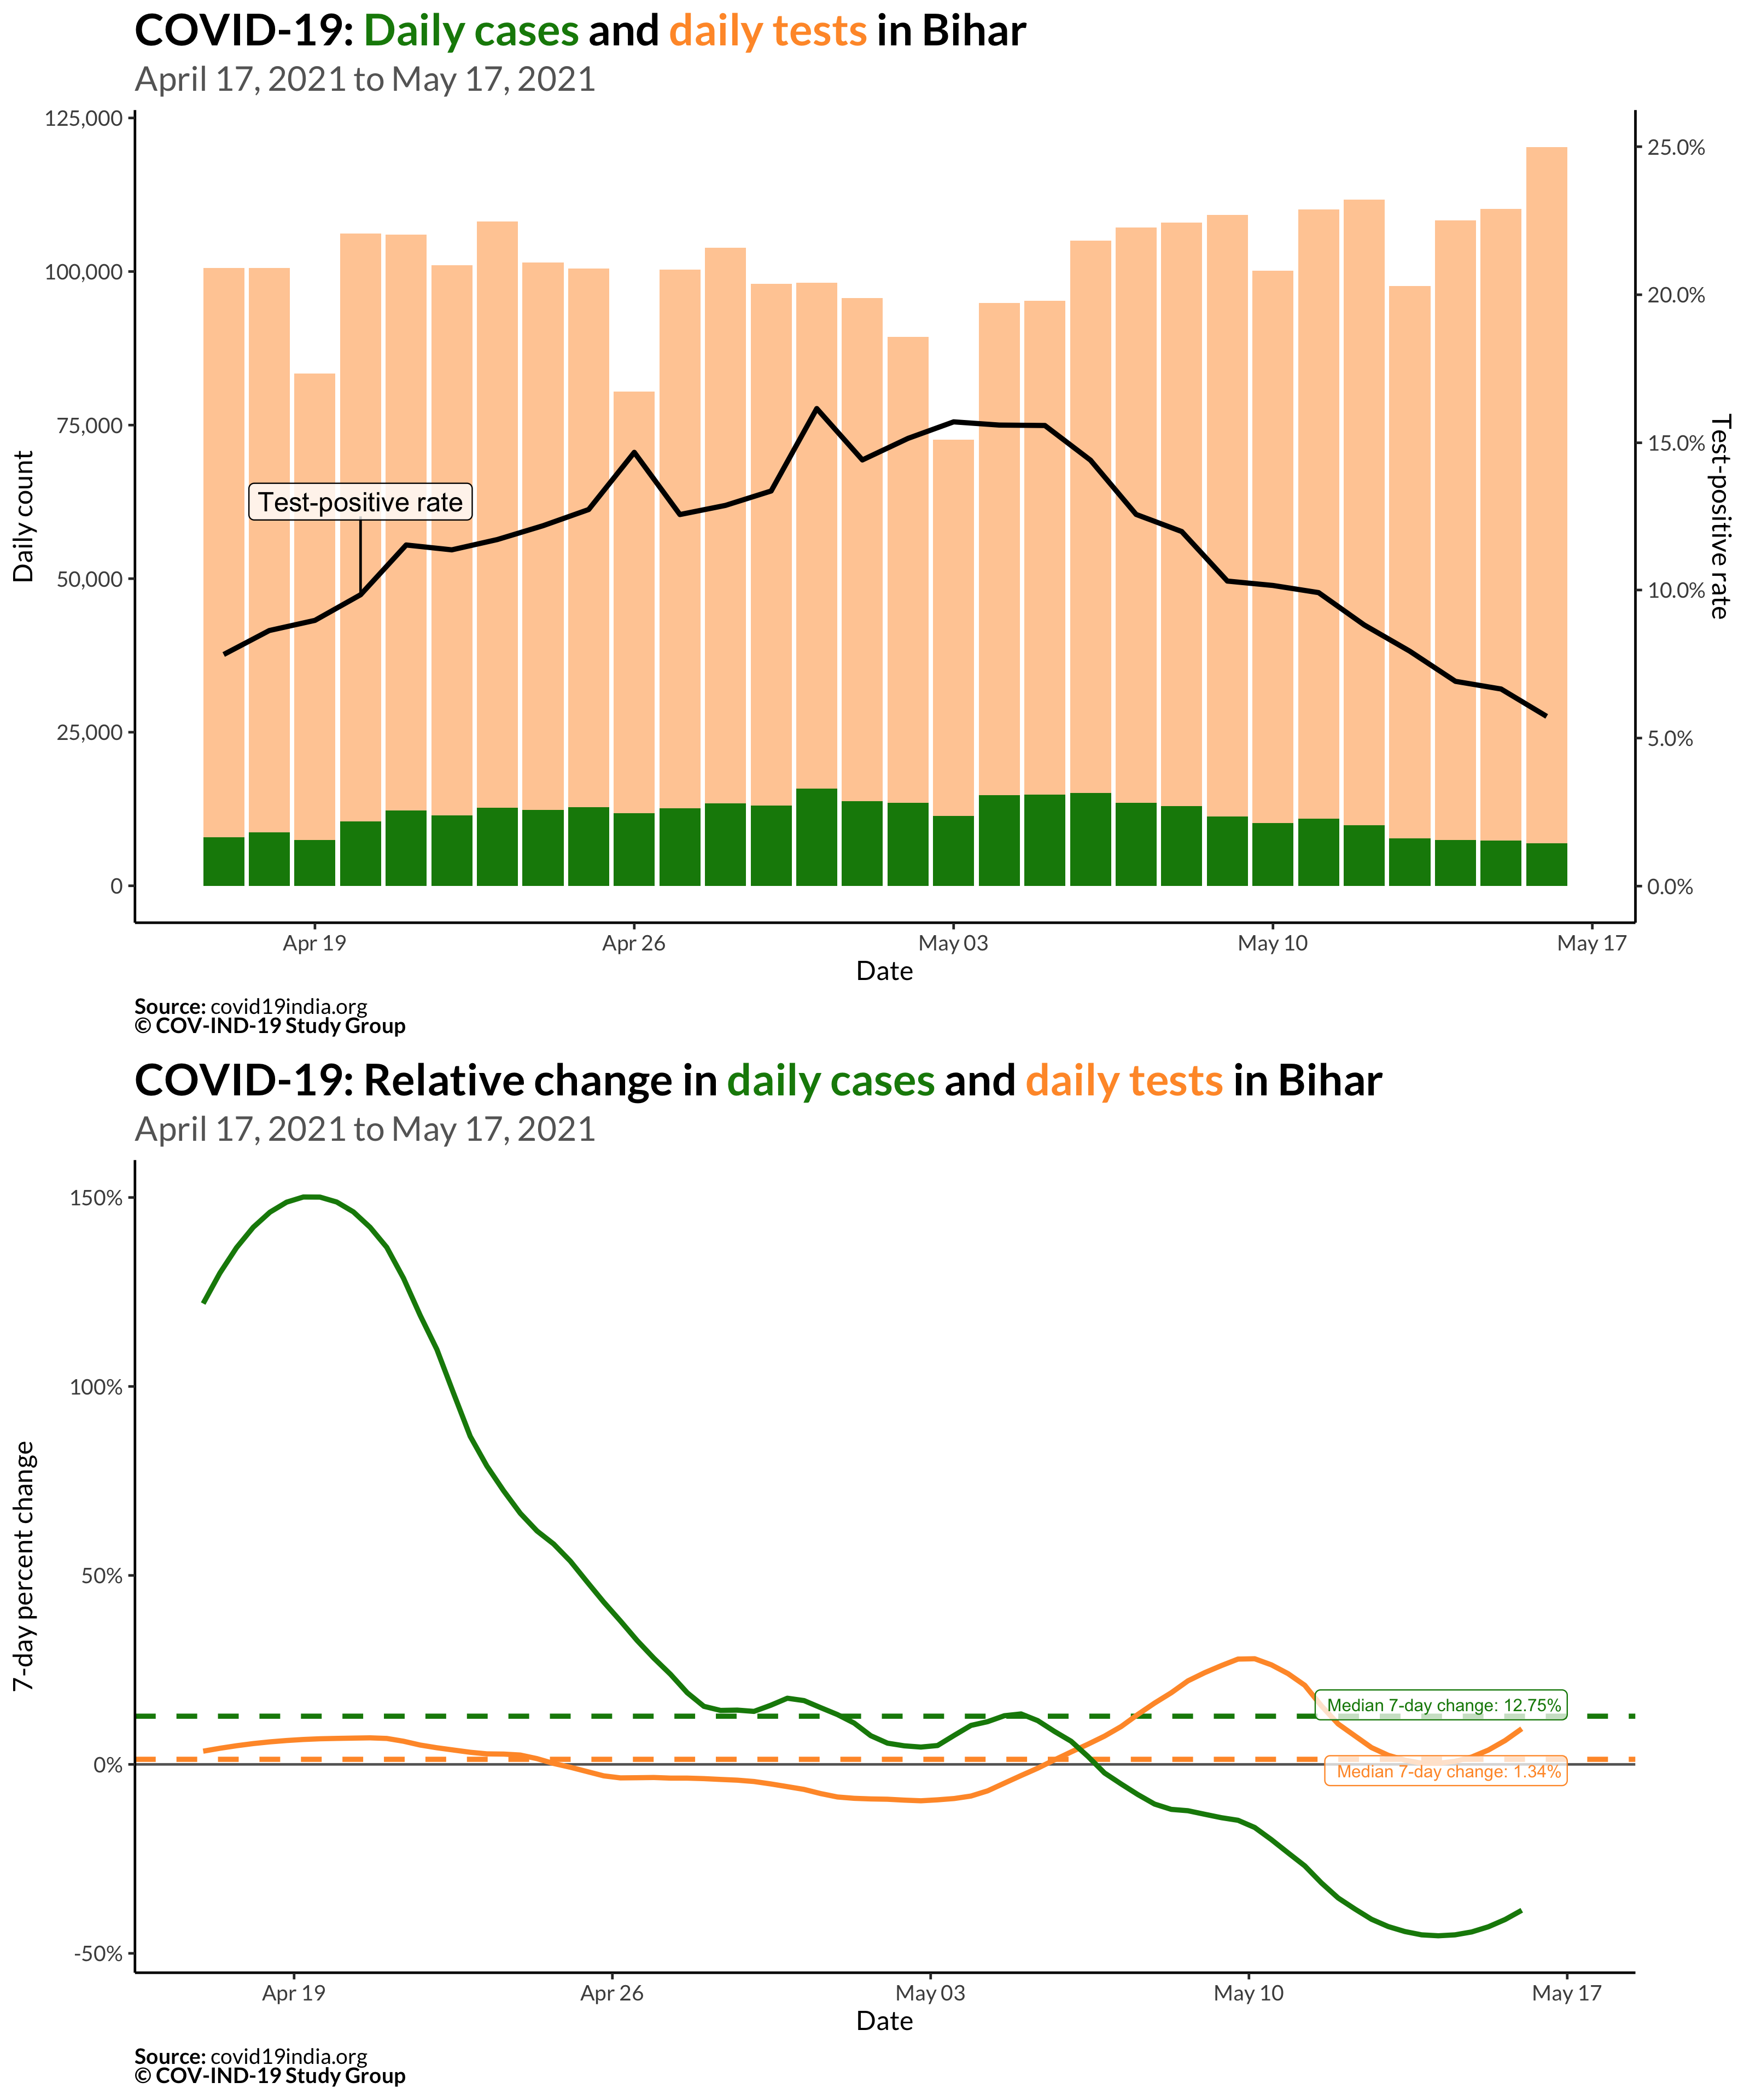 COVID-19: Daily cases and daily tests in Bihar
April 17, 2021 to May 17, 2021
125,000
100,000
75,000
50,000
25,000
0
Daily count
25.0%
20.0%
15.0%
10.0%
5.0%
0.0%
Test-positive rate
Test-positive rate
Apr 19
Apr 26
May 03
May 10
May 17
Date
Source: covid19india.org
© COV-IND-19 Study Group
COVID-19: Relative change in daily cases and daily tests in Bihar
April 17, 2021 to May 17, 2021
150%
100%
50%
0%
-50%
7-day percent change
Median 7-day change: 12.75%
Median 7-day change: 1.34%
Apr 19
Apr 26
May 03
May 10
May 17
Date
Source: covid19india.org
© COV-IND-19 Study Group